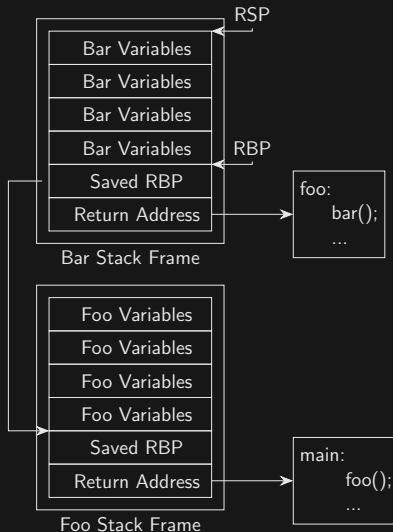 RSP
Bar Variables
Bar Variables
Bar Variables
Bar Variables
RBP
Saved RBP
Return Address
foo:
bar();
...
Bar Stack Frame
Foo Variables
Foo Variables
Foo Variables
Foo Variables
Saved RBP
Return Address
main:
foo();
...
Foo Stack Frame